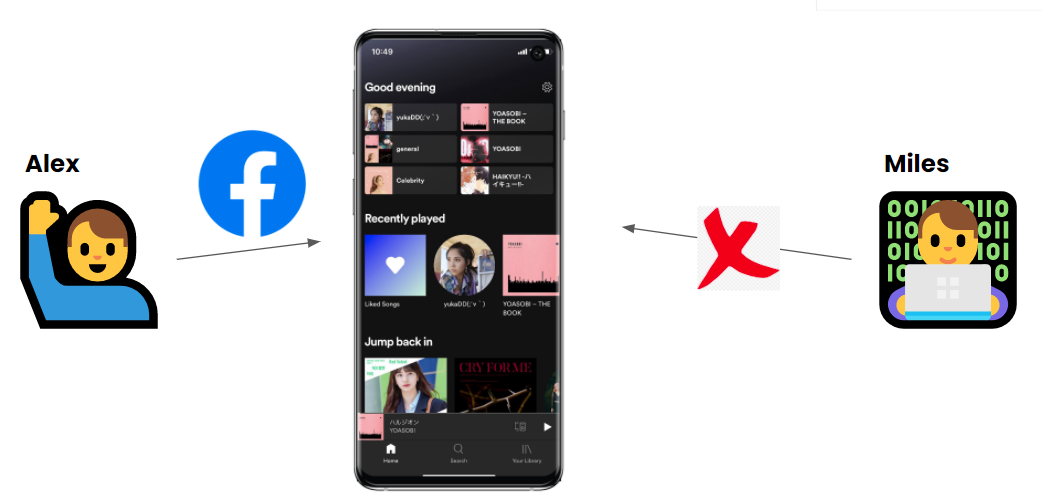 Alex
Miles
10:49
Good evening
yukaDD(;´∨｀)
YOASOBI –
THE BOOK
general
YOASOBI
Celebrity
HAIKYU!! -ハ
イキュー!!-
Recently played
Liked Songs
yukaDD(;´∨｀)
YOASOBI – THE
BOOK
Jump back in
CRY FOR ME
ハルジオン
YOASOBI
Home
Search
Your Library